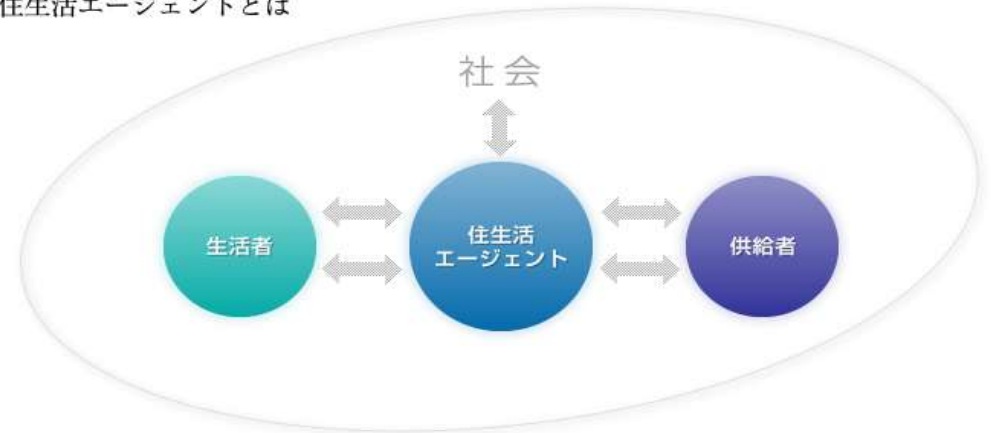 住生活エージェントとは
社会
生活者
住生活
エージェント
供給者